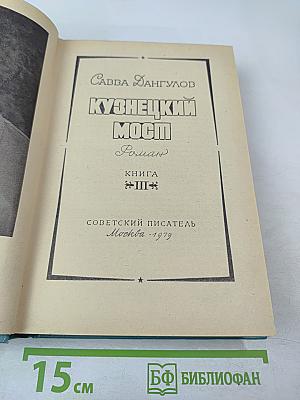 САВВА ДАНГУЛОВ
КУЗНЕЦКИЙ
МОСТ
Роман
КНИГА
III
СОВЕТСКИЙ ПИСАТЕЛЬ
Москва - 1979
15 см
БФ БИБЛИОФАН